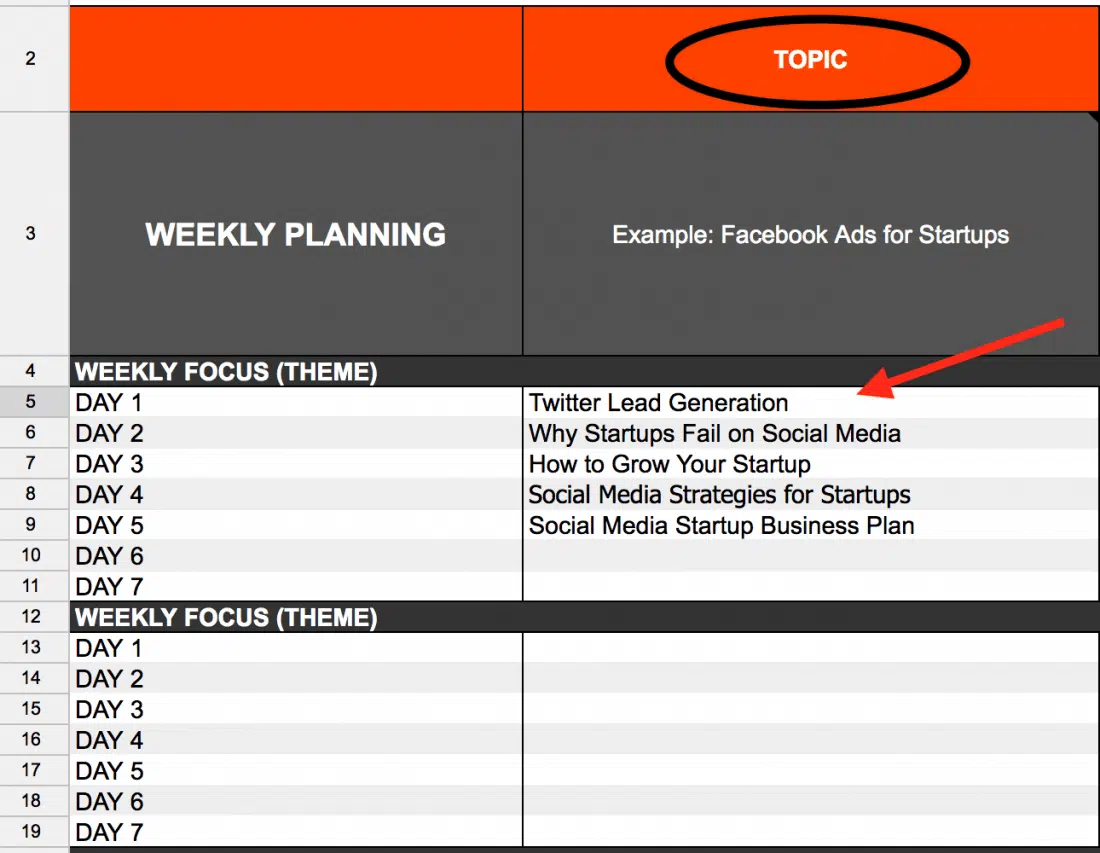 2 TOPIC
3 WEEKLY PLANNING Example: Facebook Ads for Startups
4 WEEKLY FOCUS (THEME)
5 DAY 1 Twitter Lead Generation
6 DAY 2 Why Startups Fail on Social Media
7 DAY 3 How to Grow Your Startup
8 DAY 4 Social Media Strategies for Startups
9 DAY 5 Social Media Startup Business Plan
10 DAY 6
11 DAY 7
12 WEEKLY FOCUS (THEME)
13 DAY 1
14 DAY 2
15 DAY 3
16 DAY 4
17 DAY 5
18 DAY 6
19 DAY 7